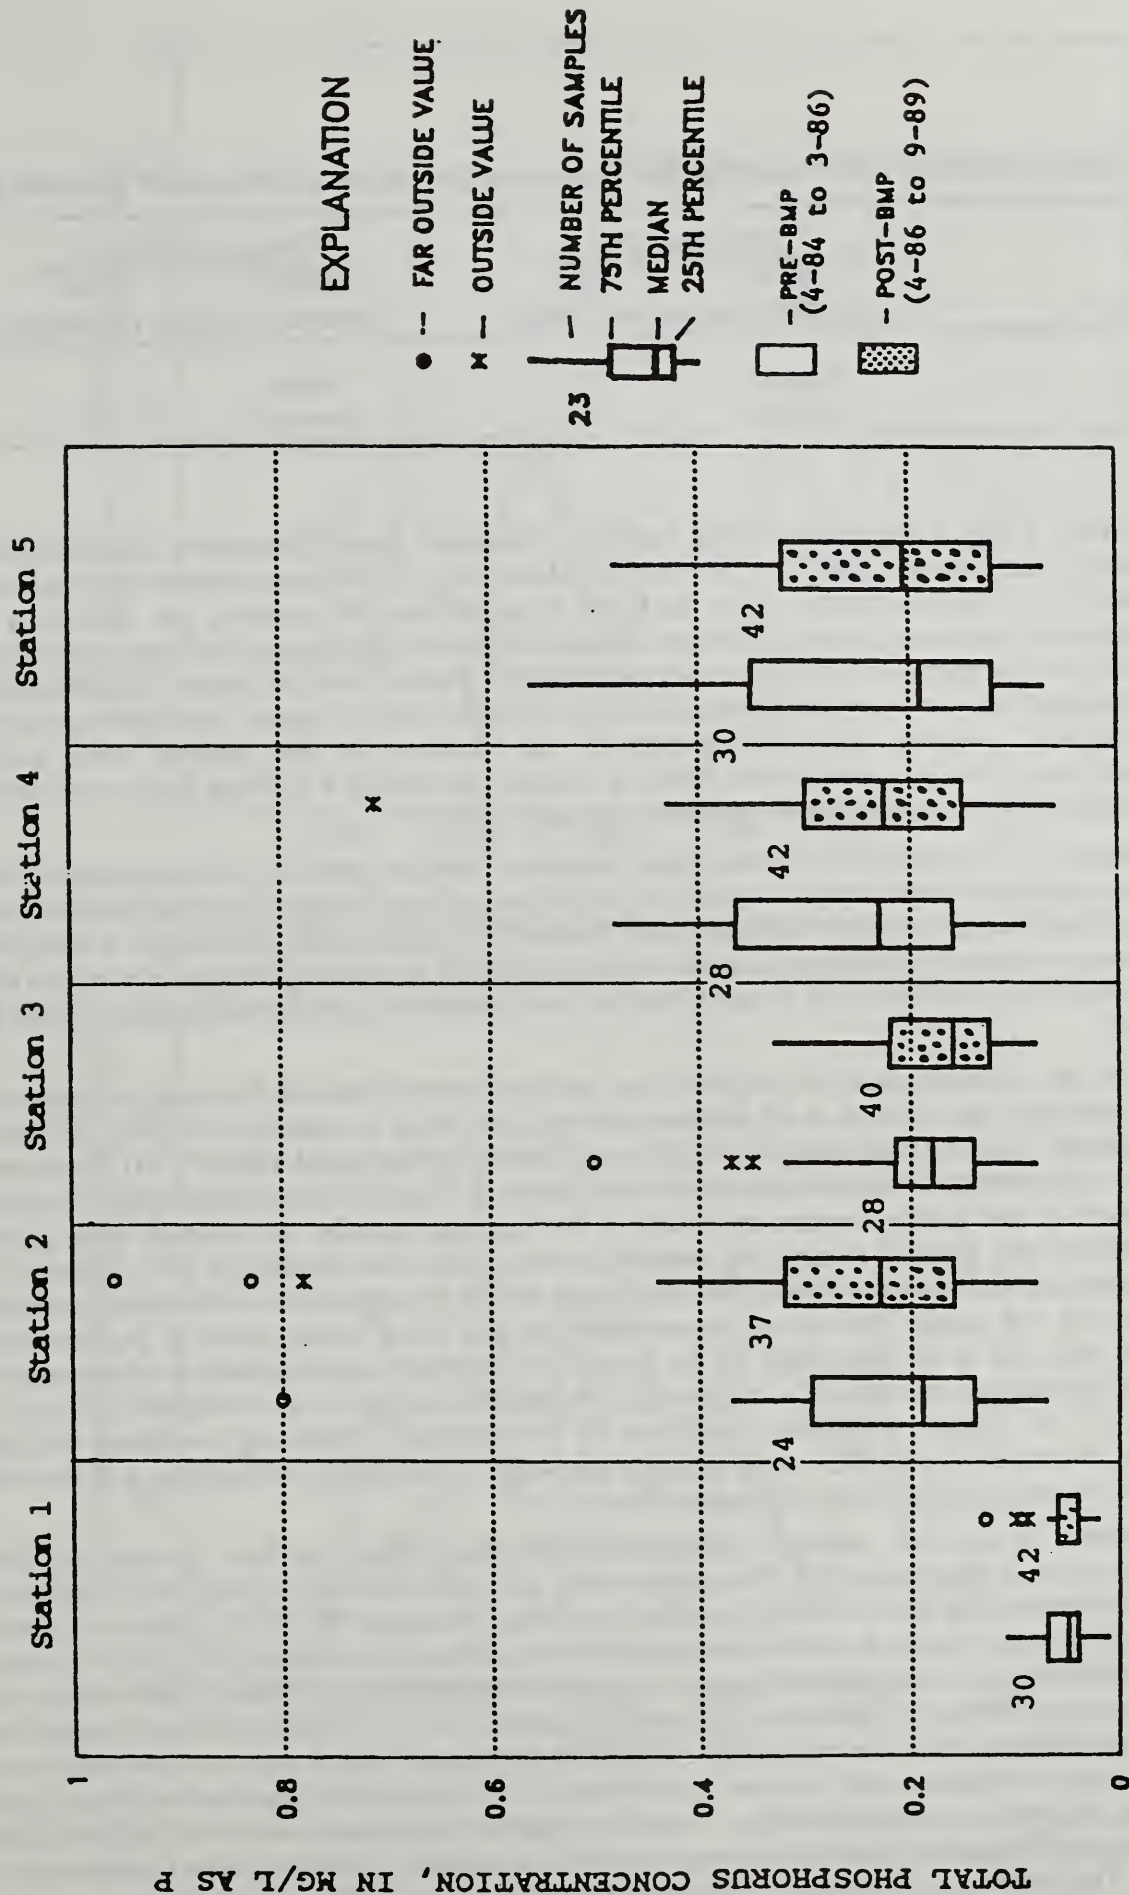 Station 1
Station 2
Station 3
Station 4
Station 5
TOTAL PHOSPHORUS CONCENTRATION, IN MG/L AS P
1
0.8
0.6
0.4
0.2
0
30
42
24
37
28
40
28
42
30
42
EXPLANATION
-- FAR OUTSIDE VALUE
— OUTSIDE VALUE
23
— NUMBER OF SAMPLES
75TH PERCENTILE
MEDIAN
25TH PERCENTILE
- PRE-BMP
(4-84 to 3-86)
- POST-BMP
(4-86 to 9-89)